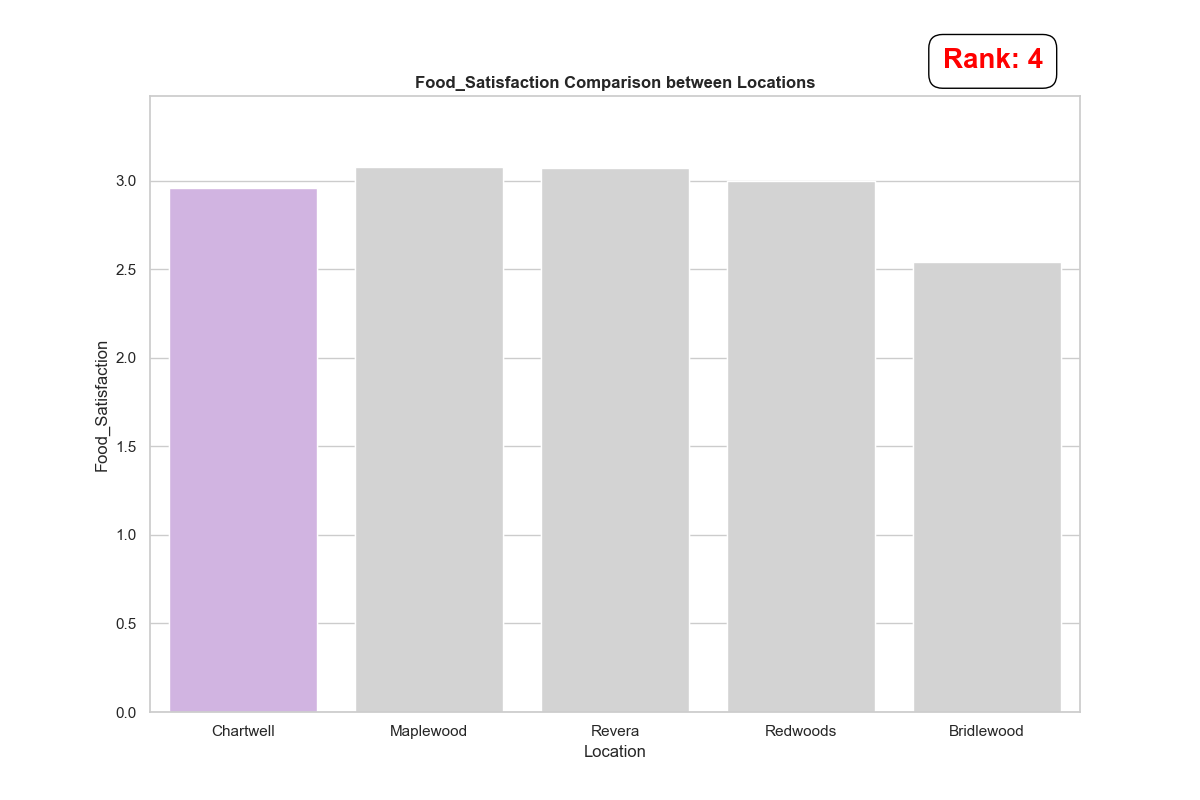 Rank: 4
Food_Satisfaction Comparison between Locations
Food_Satisfaction
3.0
2.5
2.0
1.5
1.0
0.5
0.0
Chartwell Maplewood Revera Redwoods Bridlewood
Location